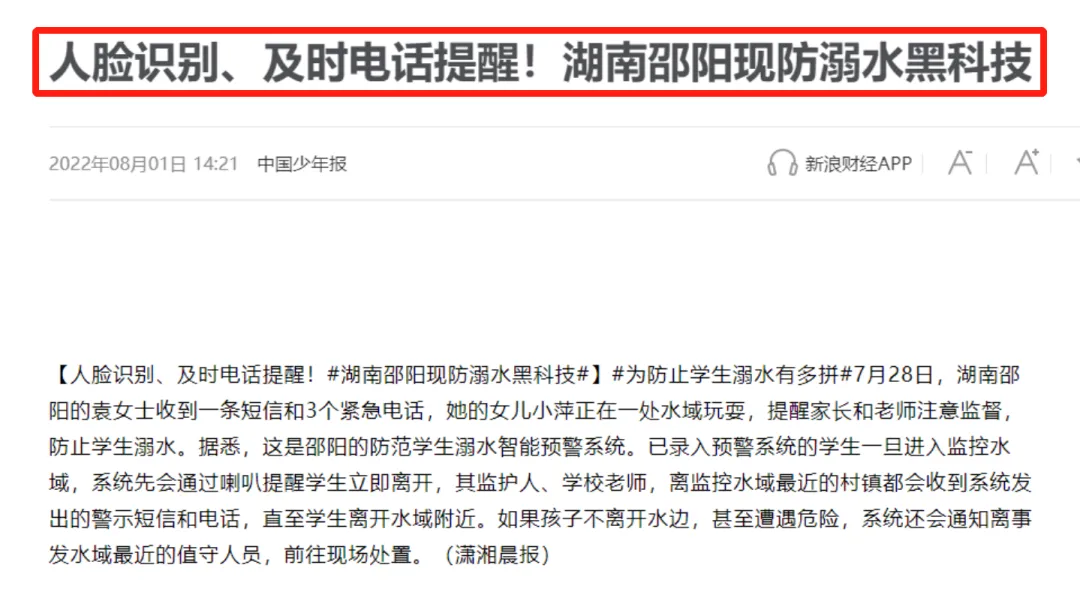 人脸识别、及时电话提醒！湖南邵阳现防溺水黑科技
2022年08月01日 14:21 中国少年报
新浪财经APP A- A+
【人脸识别、及时电话提醒！#湖南邵阳现防溺水黑科技#】#为防止学生溺水有多拼#7月28日，湖南邵
阳的袁女士收到一条短信和3个紧急电话，她的女儿小萍正在一处水域玩耍，提醒家长和老师注意监督，
防止学生溺水。据悉，这是邵阳的防范学生溺水智能预警系统。已录入预警系统的学生一旦进入监控水
域，系统先会通过喇叭提醒学生立即离开，其监护人、学校老师，离监控水域最近的村镇都会收到系统发
出的警示短信和电话，直至学生离开水域附近。如果孩子不离开水边，甚至遭遇危险，系统还会通知离事
发水域最近的值守人员，前往现场处置。（潇湘晨报）